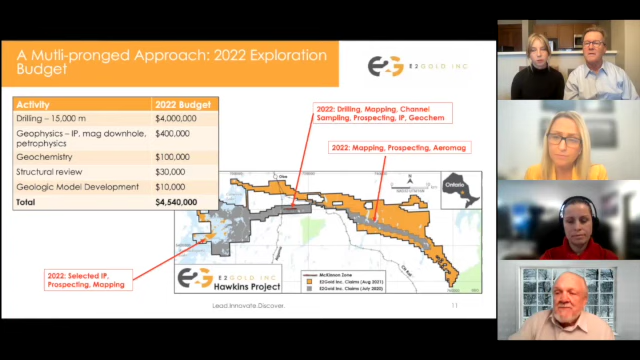 A Mutli-pronged Approach: 2022 Exploration
Budget
E2GOLD INC
Activity 2022 Budget
Drilling – 15,000 m $4,000,000
Geophysics – IP, mag downhole, $400,000
petrophysics
Geochemistry $100,000
Structural review $30,000
Geologic Model Development $10,000
Total $4,540,000
2022: Drilling, Mapping, Channel
Sampling, Prospecting, IP, Geochem
2022: Mapping, Prospecting, Aeromag
Ontario
2022: Selected IP,
Prospecting, Mapping
E2GOLD INC
Hawkins Project
McKinnon Zone
E2Gold Inc. Claims (Aug 2021)
E2Gold Inc. Claims (July 2020)
Lead. Innovate. Discover.
11